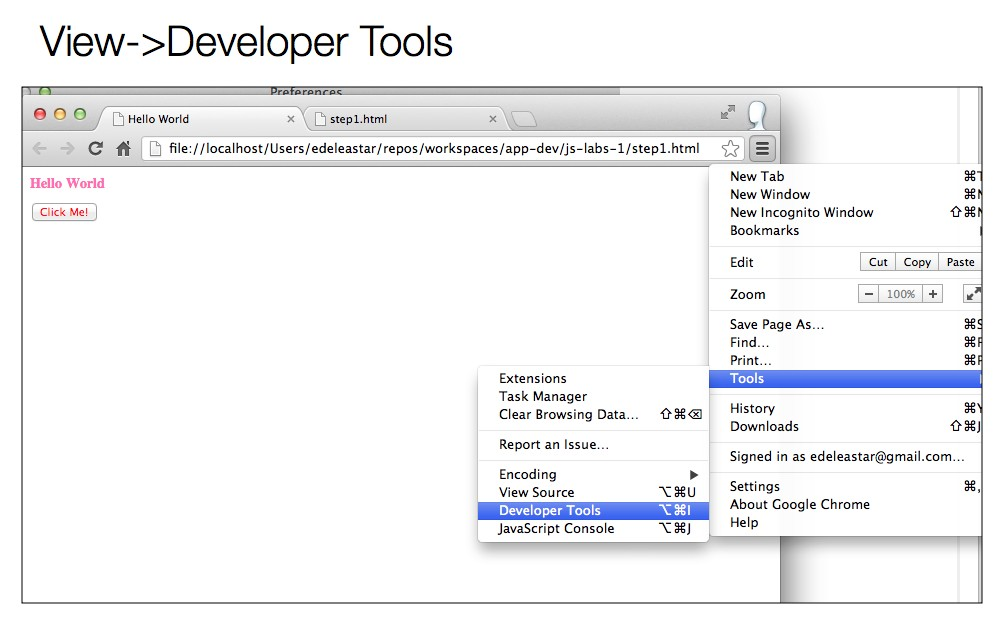 View->Developer Tools
Preferences
Hello World
step1.html
file://localhost/Users/edeleastar/repos/workspaces/app-dev/js-labs-1/step1.html
Hello World
Click Me!
New Tab ⌘T
New Window ⌘N
New Incognito Window ⇧⌘N
Bookmarks
Edit Cut Copy Paste
Zoom − 100% +
Save Page As... ⌘S
Find... ⌘F
Print... ⌘P
Tools
History ⌘Y
Downloads ⇧⌘J
Signed in as edeleastar@gmail.com...
Settings ⌘,
About Google Chrome
Help
Extensions
Task Manager
Clear Browsing Data... ⇧⌘⌫
Report an Issue...
Encoding ▶
View Source ⌥⌘U
Developer Tools ⌥⌘I
JavaScript Console ⌥⌘J